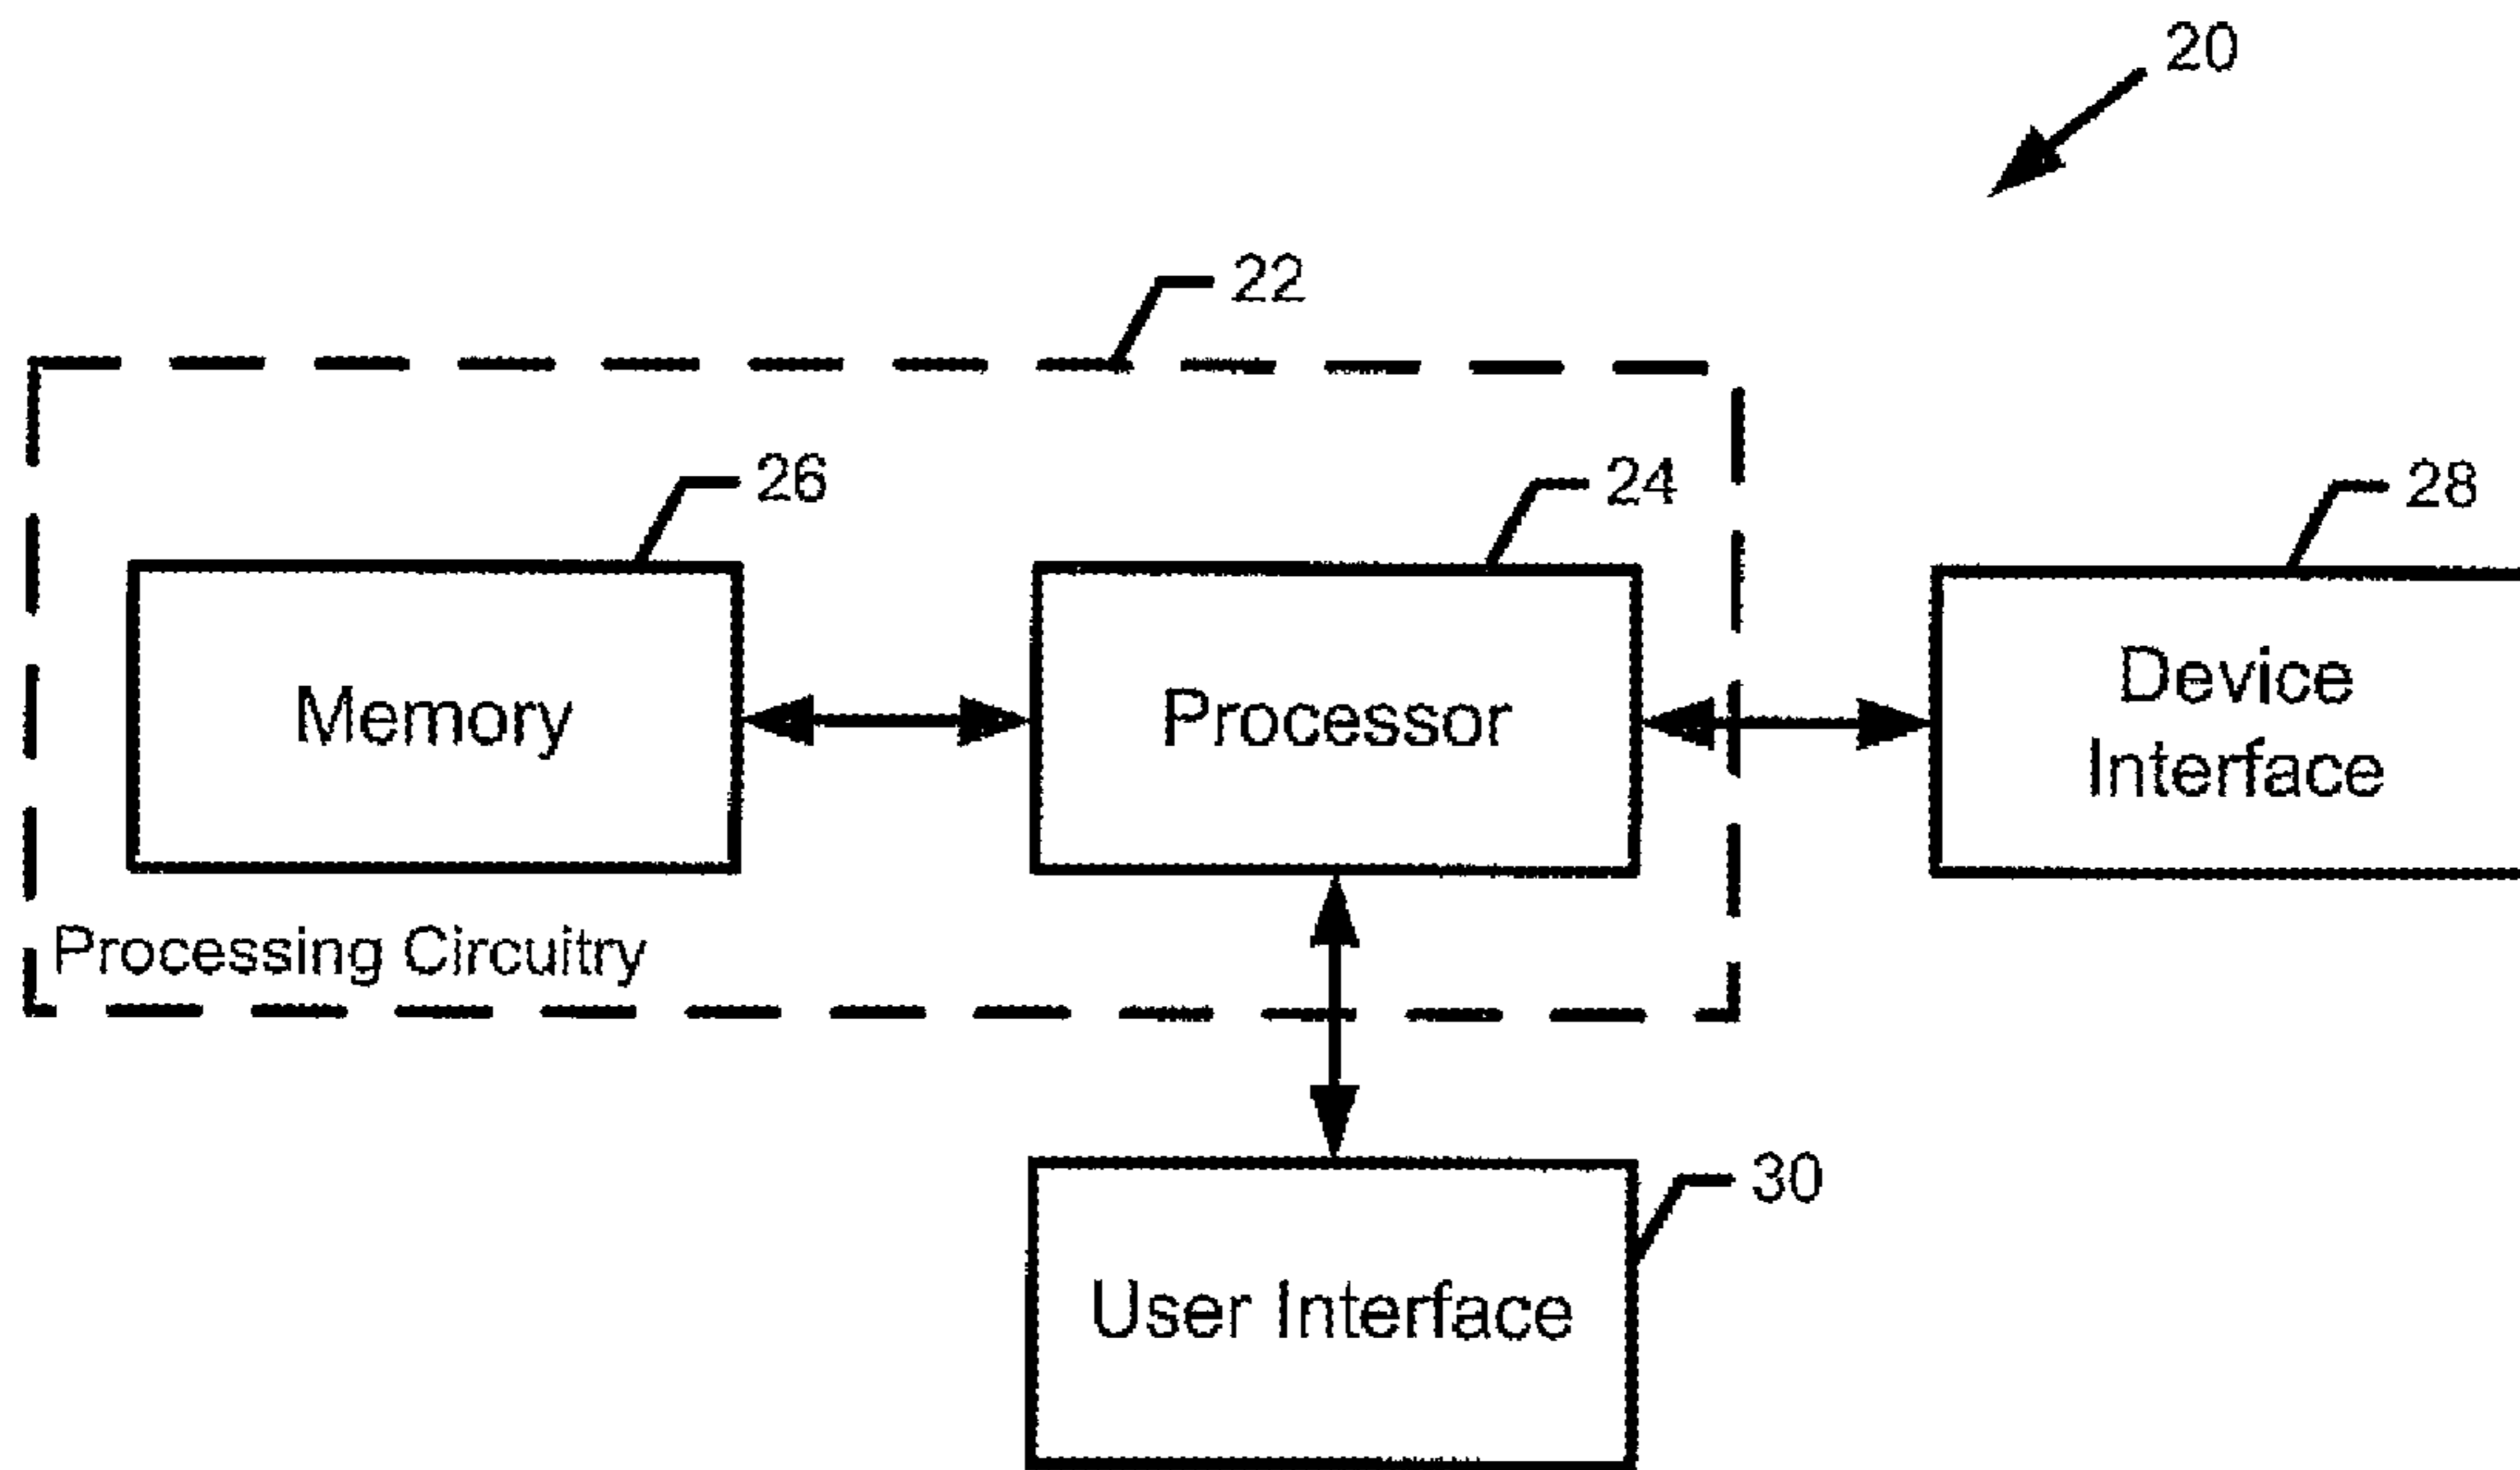 20
22
26
24
28
Memory
Processor
Device
Interface
Processing Circuitry
30
User Interface